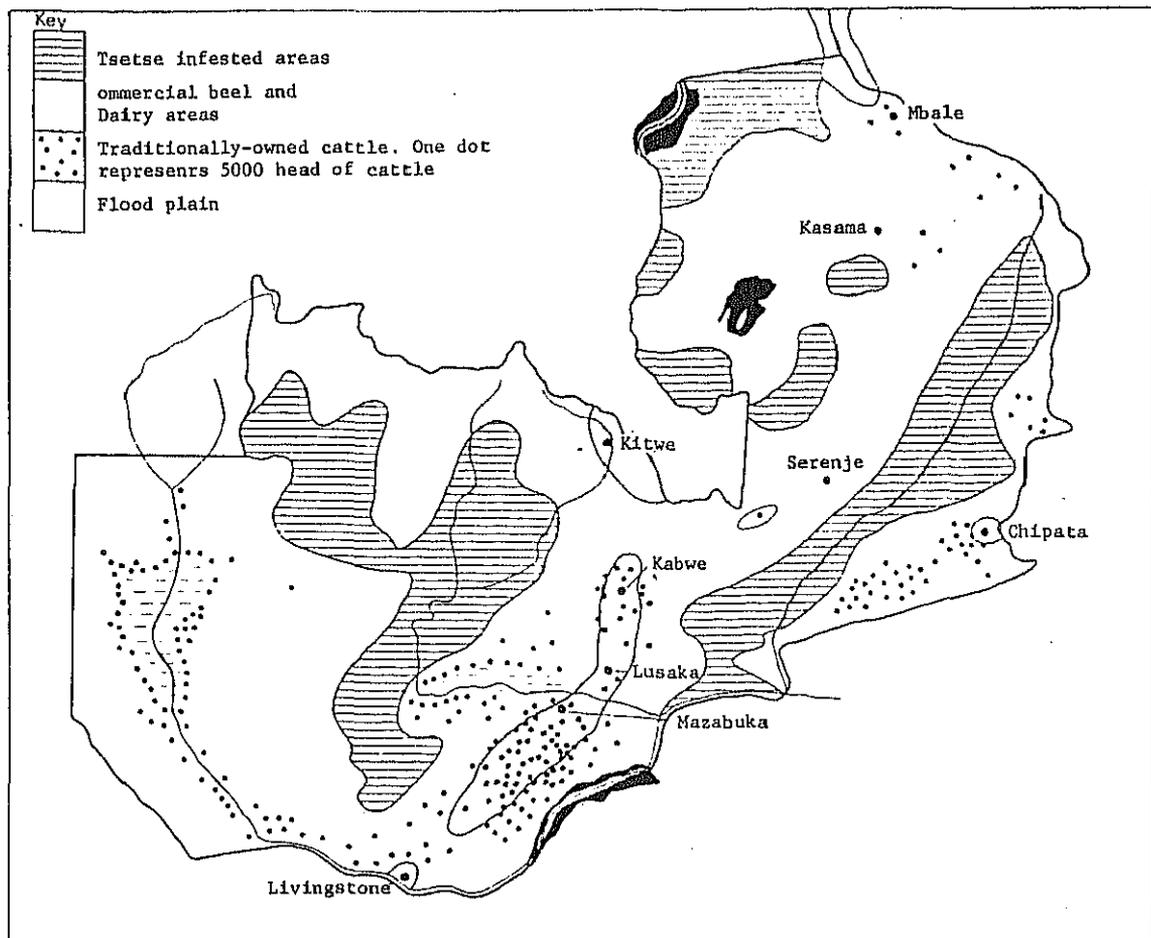 Key
Tsetse infested areas
ommercial beel and
Dairy areas
Traditionally-owned cattle. One dot
represenrs 5000 head of cattle
Flood plain
Mbale
Kasama
Kitwe
Serenje
Chipata
Kabwe
Lusaka
Mazabuka
Livingstone